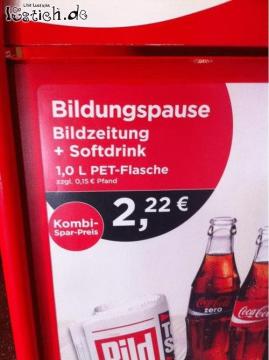 lustich.de
Bildungspause
Bildzeitung
+ Softdrink
1,0 L PET-Flasche
zzgl. 0,15 € Pfand
Kombi-
Spar-Preis
2,22 €
Coca-Cola
zero
Coca-Cola
Bild